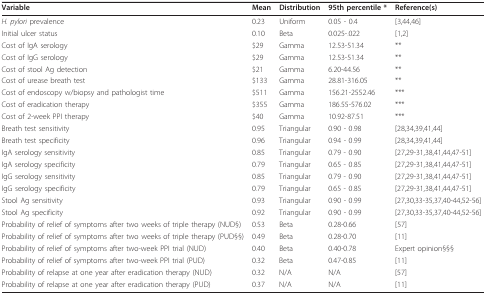 Variable Mean Distribution 95th percentile * Reference(s)
H. pylori prevalence 0.23 Uniform 0.05 - 0.4 [3,44,46]
Initial ulcer status 0.10 Beta 0.025-.022 [1,2]
Cost of IgA serology $29 Gamma 12.53-51.34 **
Cost of IgG serology $29 Gamma 12.53-51.34 **
Cost of stool Ag detection $21 Gamma 6.20-44.56 **
Cost of urease breath test $133 Gamma 28.81-316.05 **
Cost of endoscopy w/biopsy and pathologist time $511 Gamma 156.21-2552.46 ***
Cost of eradication therapy $355 Gamma 186.55-576.02 ***
Cost of 2-week PPI therapy $40 Gamma 10.92-87.51 ***
Breath test sensitivity 0.95 Triangular 0.90 - 0.98 [28,34,39,41,44]
Breath test specificity 0.96 Triangular 0.94 - 0.99 [28,34,39,41,44]
IgA serology sensitivity 0.85 Triangular 0.79 - 0.90 [27,29-31,38,41,44,47-51]
IgA serology specificity 0.79 Triangular 0.65 - 0.85 [27,29-31,38,41,44,47-51]
IgG serology sensitivity 0.85 Triangular 0.79 - 0.90 [27,29-31,38,41,44,47-51]
IgG serology specificity 0.79 Triangular 0.65 - 0.85 [27,29-31,38,41,44,47-51]
Stool Ag sensitivity 0.93 Triangular 0.90 - 0.99 [27,30,33-35,37,40-44,52-56]
Stool Ag specificity 0.92 Triangular 0.90 - 0.99 [27,30,33-35,37,40-44,52-56]
Probability of relief of symptoms after two weeks of triple therapy (NUD§) 0.53 Beta 0.28-0.66 [57]
Probability of relief of symptoms after two weeks of triple therapy (PUD§§) 0.49 Beta 0.28-0.70 [11]
Probability of relief of symptoms after two-week PPI trial (NUD) 0.40 Beta 0.40-0.78 Expert opinion§§§
Probability of relief of symptoms after two-week PPI trial (PUD) 0.32 Beta 0.47-0.85 [11]
Probability of relapse at one year after eradication therapy (NUD) 0.32 N/A N/A [57]
Probability of relapse at one year after eradication therapy (PUD) 0.37 N/A N/A [11]